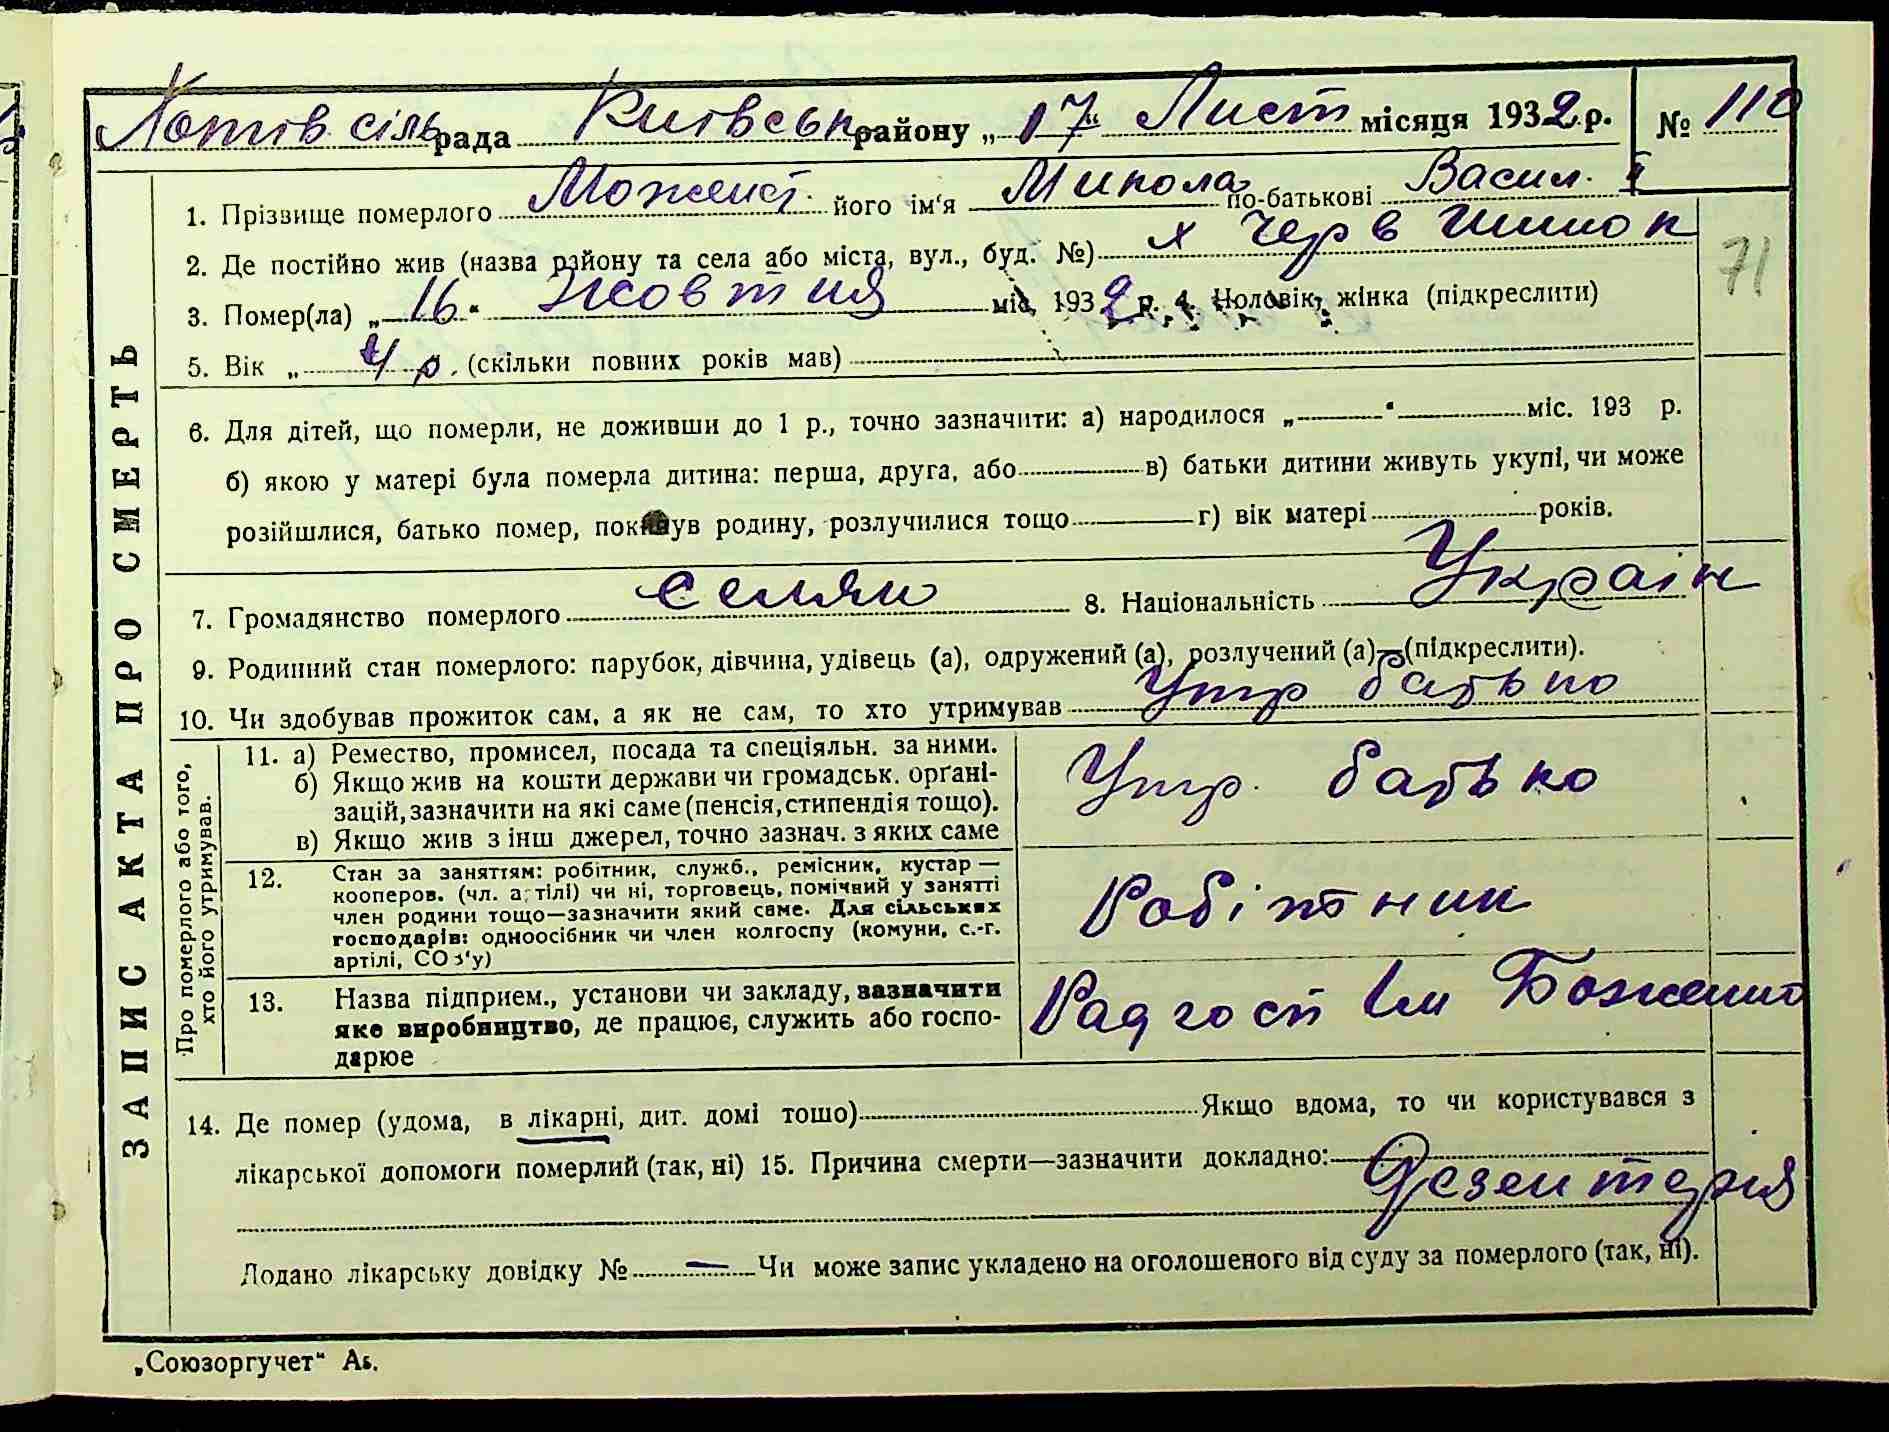 Хотів сільрада Київськ району „17“ Лист місяця 1932 р. № 110
1. Прізвище померлого його ім'я Микола по-батькові Васил.
2. Де постійно жив (назва району та села або міста, вул., буд. №) х Черв
71
3. Помер(ла) „16“ Жовтня міс. 1932 р. 4. Чоловік, жінка (підкреслити)
5. Вік „ 4 р. (скільки повних років мав)
6. Для дітей, що померли, не доживши до 1 р., точно зазначити: а) народилося „ “ міс. 193 р.
б) якою у матері була померла дитина: перша, друга, або в) батьки дитини живуть укупі, чи може
розійшлися, батько помер, покинув родину, розлучилися тощо г) вік матері років.
7. Громадянство померлого селян 8. Національність Україн
9. Родинний стан померлого: парубок, дівчина, удівець (а), одружений (а), розлучений (а)—(підкреслити).
10. Чи здобував прожиток сам, а як не сам, то хто утримував Утр батько
ЗАПИС АКТА ПРО СМЕРТЬ
Про померлого або того,
хто його утримував.
11. а) Ремество, промисел, посада та спеціяльн. за ними.
б) Якщо жив на кошти держави чи громадськ. орґані-
зацій, зазначити на які саме (пенсія, стипендія тощо).
в) Якщо жив з інш джерел, точно зазнач. з яких саме
Утр. батько
12. Стан за заняттям: робітник, служб., ремісник, кустар —
кооперов. (чл. артілі) чи ні, торговець, помічний у занятті
член родини тощо—зазначити який саме. Для сільських
господарів: одноосібник чи член колгоспу (комуни, с.-г.
артілі, СОЗ'у)
Робітник
13. Назва підприєм., установи чи закладу, зазначити
яке виробництво, де працює, служить або госпо-
дарює
Радгосп Ім Боженко
14. Де помер (удома, в лікарні, дит. домі тошо) Якщо вдома, то чи користувався з
лікарської допомоги померлий (так, ні) 15. Причина смерти—зазначити докладно:
Дезентерия
Додано лікарську довідку № — Чи може запис укладено на оголошеного від суду за померлого (так, ні).
„Союзоргучет“ Аs.